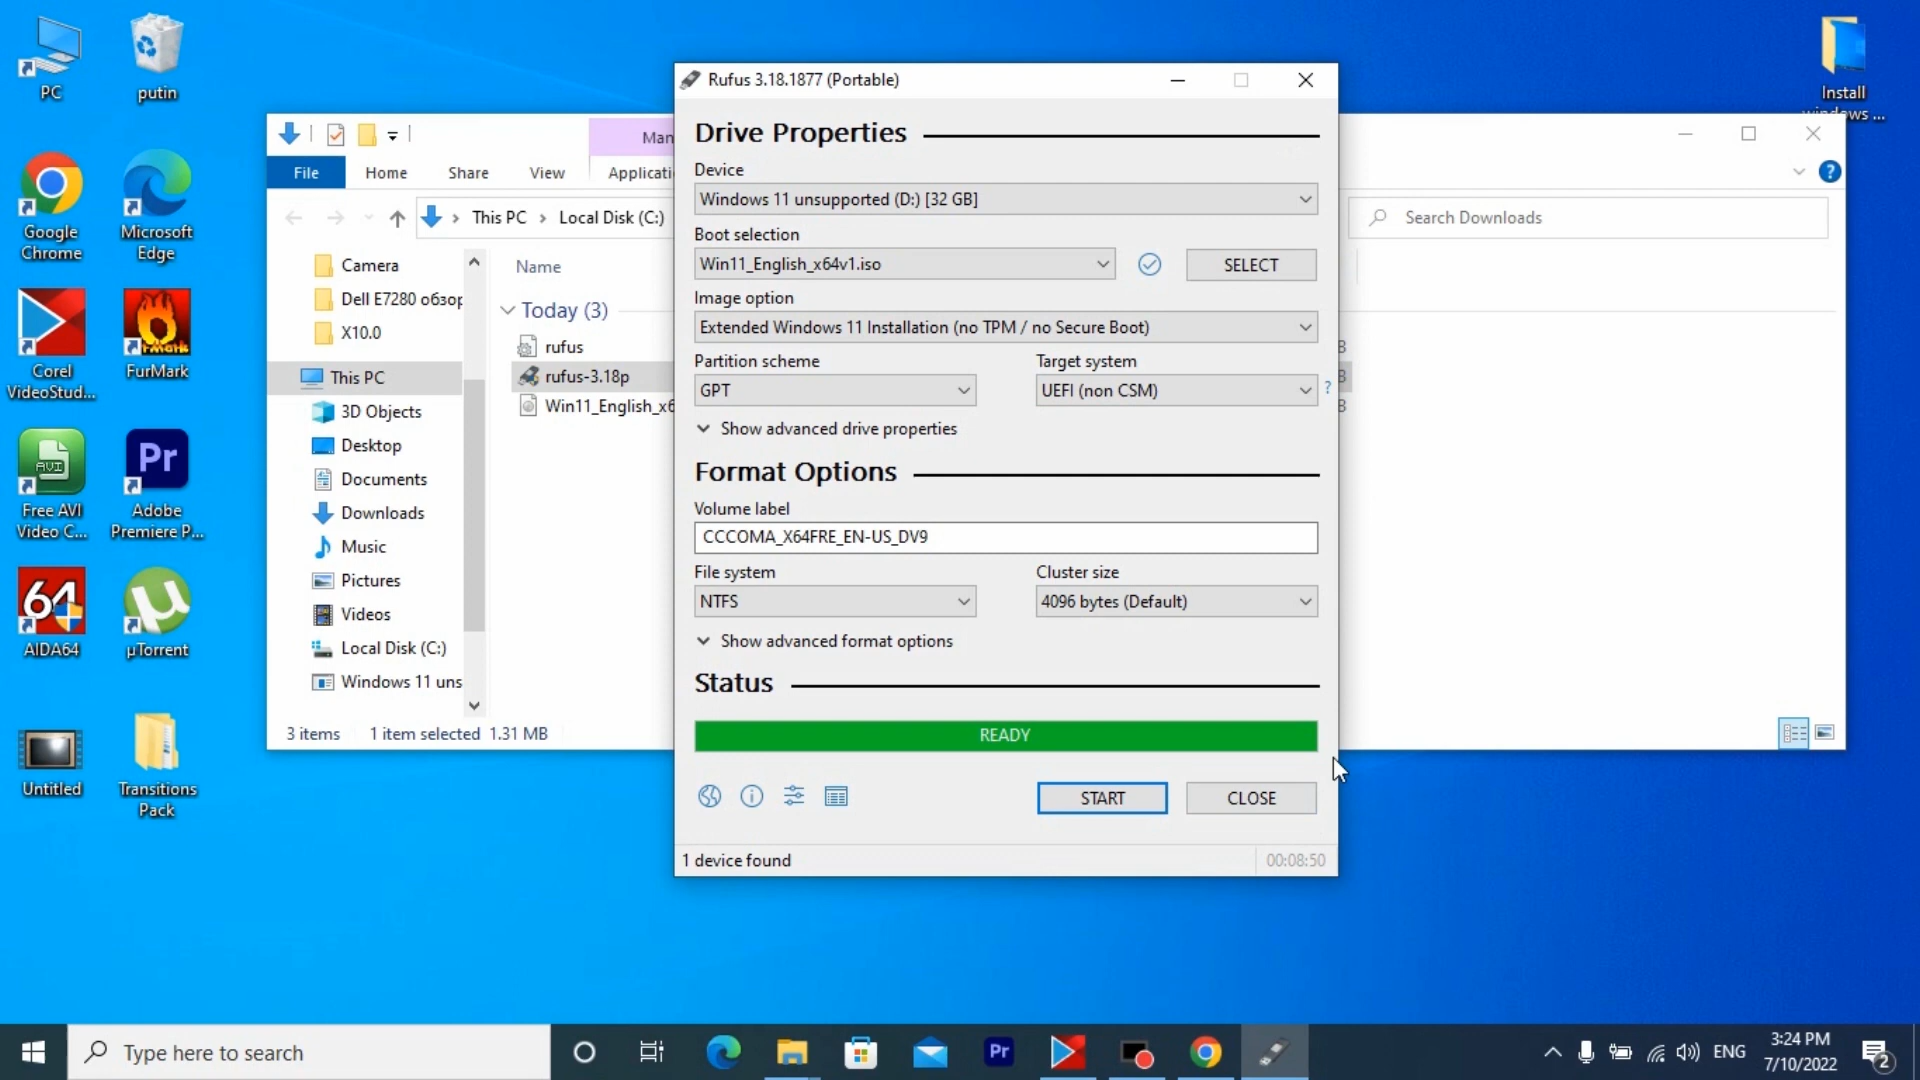 PC
putin
Google
Chrome
Microsoft
Edge
Corel
VideoStud...
FurMark
AVI
Free AVI
Video C...
Pr
Adobe
Premiere P...
64
AIDA64
µTorrent
Untitled
Transitions
Pack
Install
windows ...
Man
File
Home
Share
View
Applicati
This PC
Local Disk (C:)
Search Downloads
Camera
Dell E7280 обзор
X10.0
This PC
3D Objects
Desktop
Documents
Downloads
Music
Pictures
Videos
Local Disk (C:)
Windows 11 uns
Name
Today (3)
rufus
rufus-3.18p
Win11_English_x6
3 items
1 item selected 1.31 MB
Rufus 3.18.1877 (Portable)
Drive Properties
Device
Windows 11 unsupported (D:) [32 GB]
Boot selection
Win11_English_x64v1.iso
SELECT
Image option
Extended Windows 11 Installation (no TPM / no Secure Boot)
Partition scheme
Target system
GPT
UEFI (non CSM)
?
Show advanced drive properties
Format Options
Volume label
CCCOMA_X64FRE_EN-US_DV9
File system
Cluster size
NTFS
4096 bytes (Default)
Show advanced format options
Status
READY
START
CLOSE
1 device found
00:08:50
Type here to search
Pr
ENG
3:24 PM
7/10/2022
2